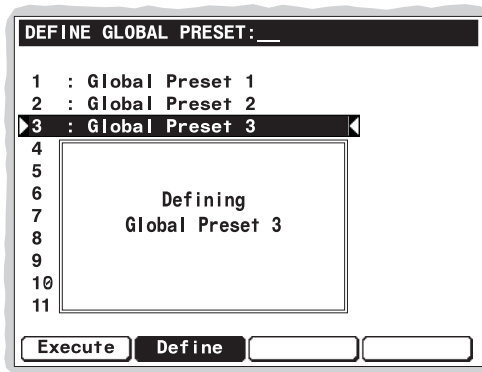 DEFINE GLOBAL PRESET:__
1 : Global Preset 1
2 : Global Preset 2
3 : Global Preset 3
4
5
6
7
8
9
10
11
Defining
Global Preset 3
Execute Define